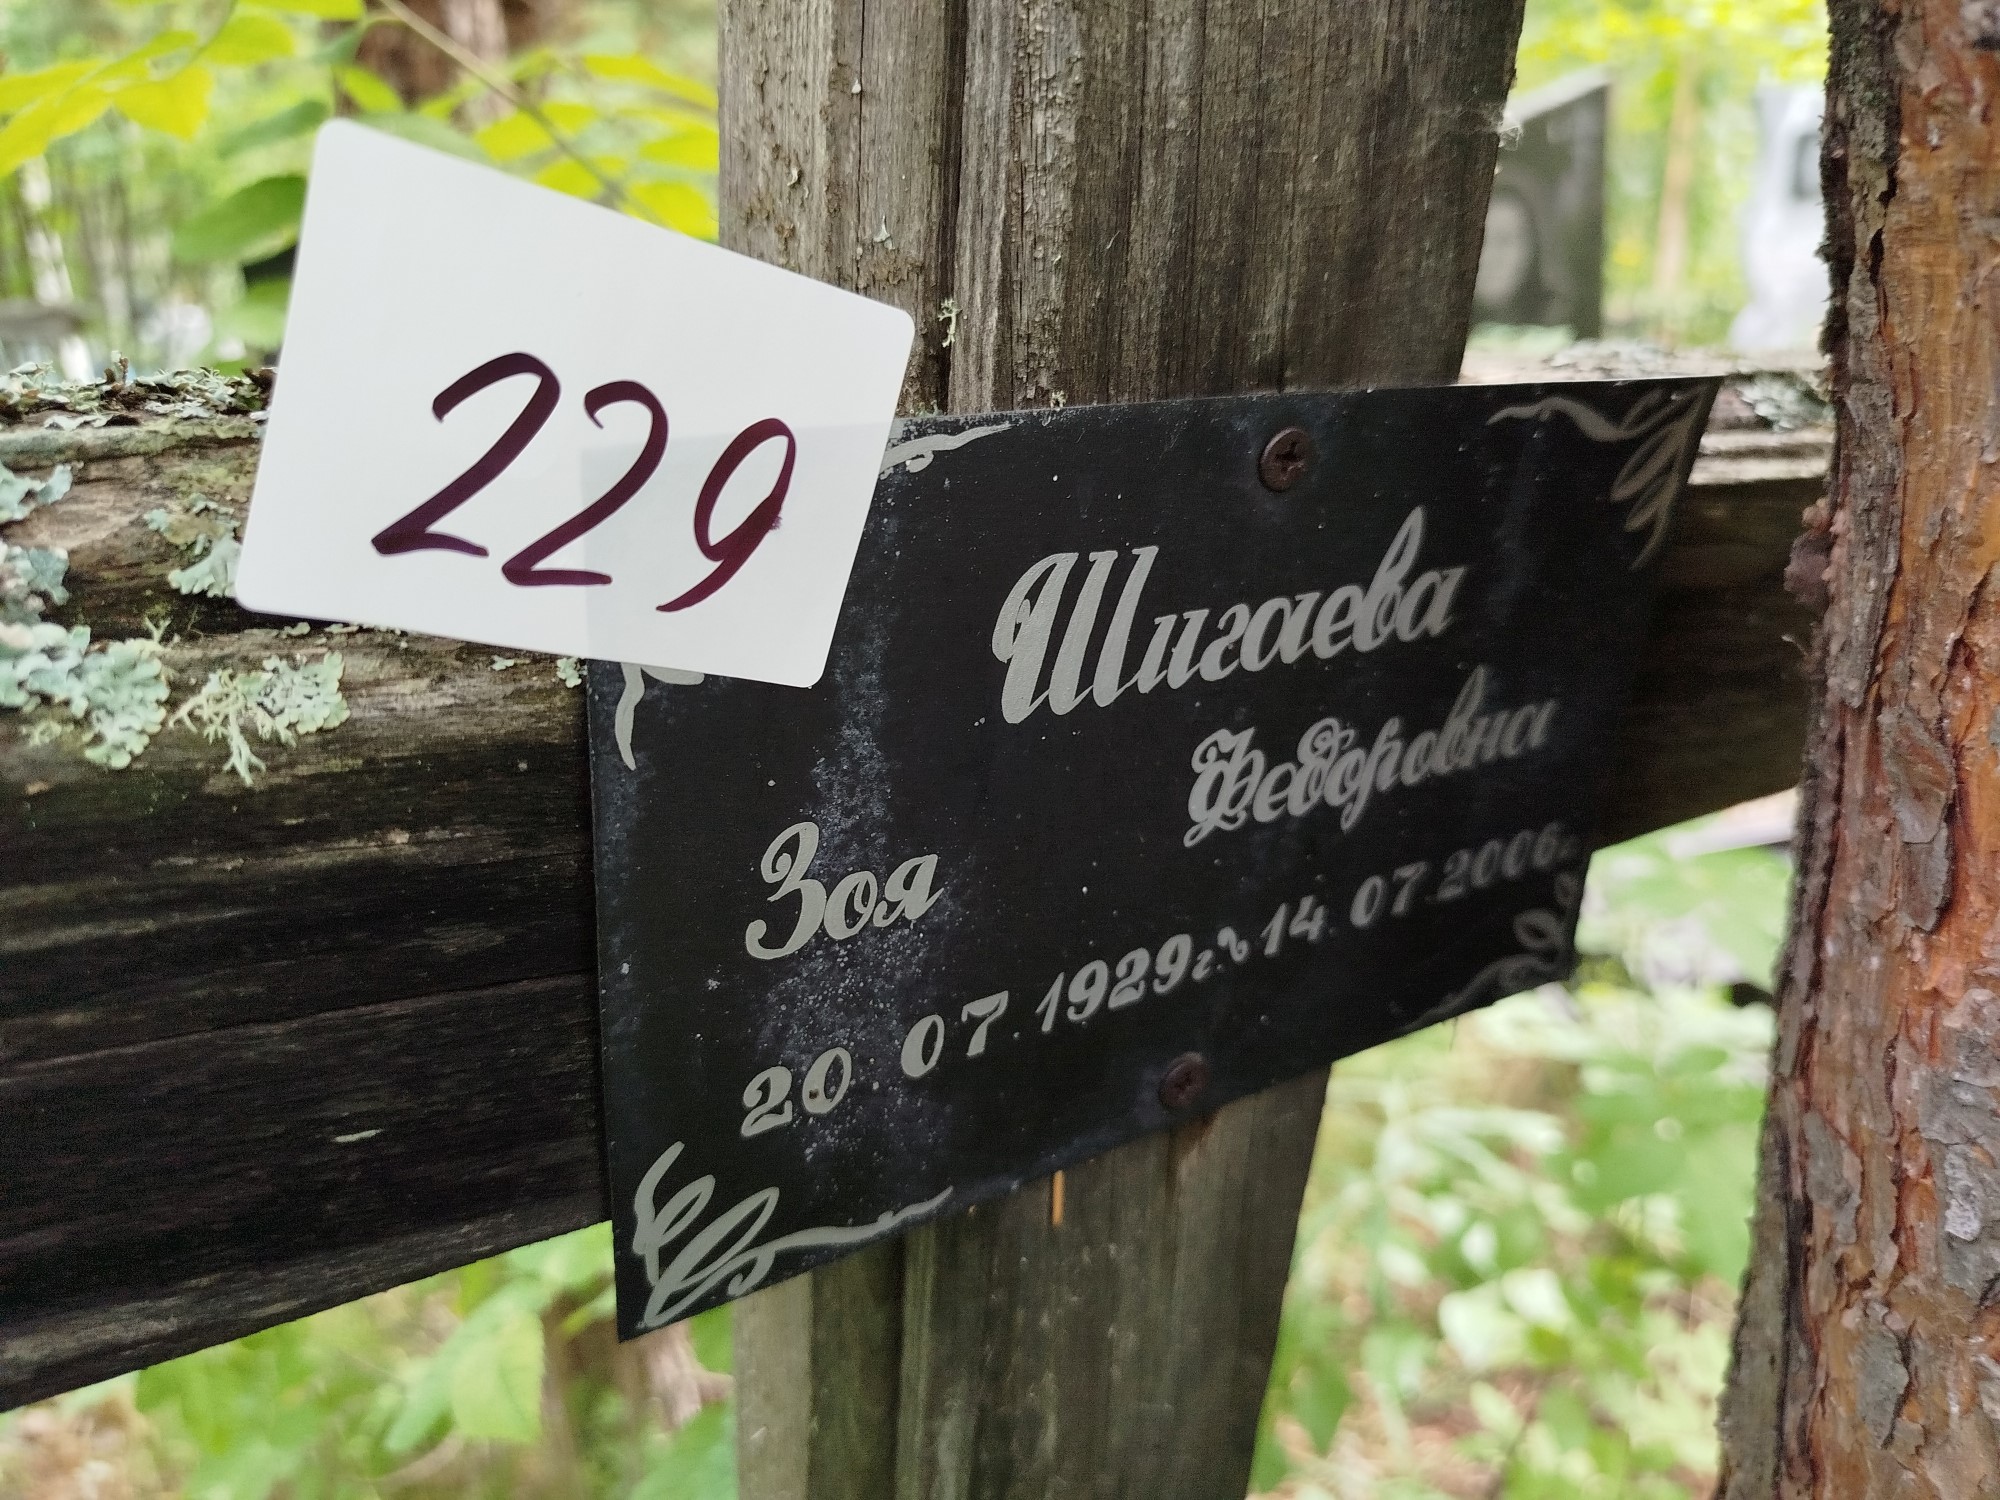 229
Шигаева
Зоя Федоровна
20 07.1929г. 14.07.2006г.